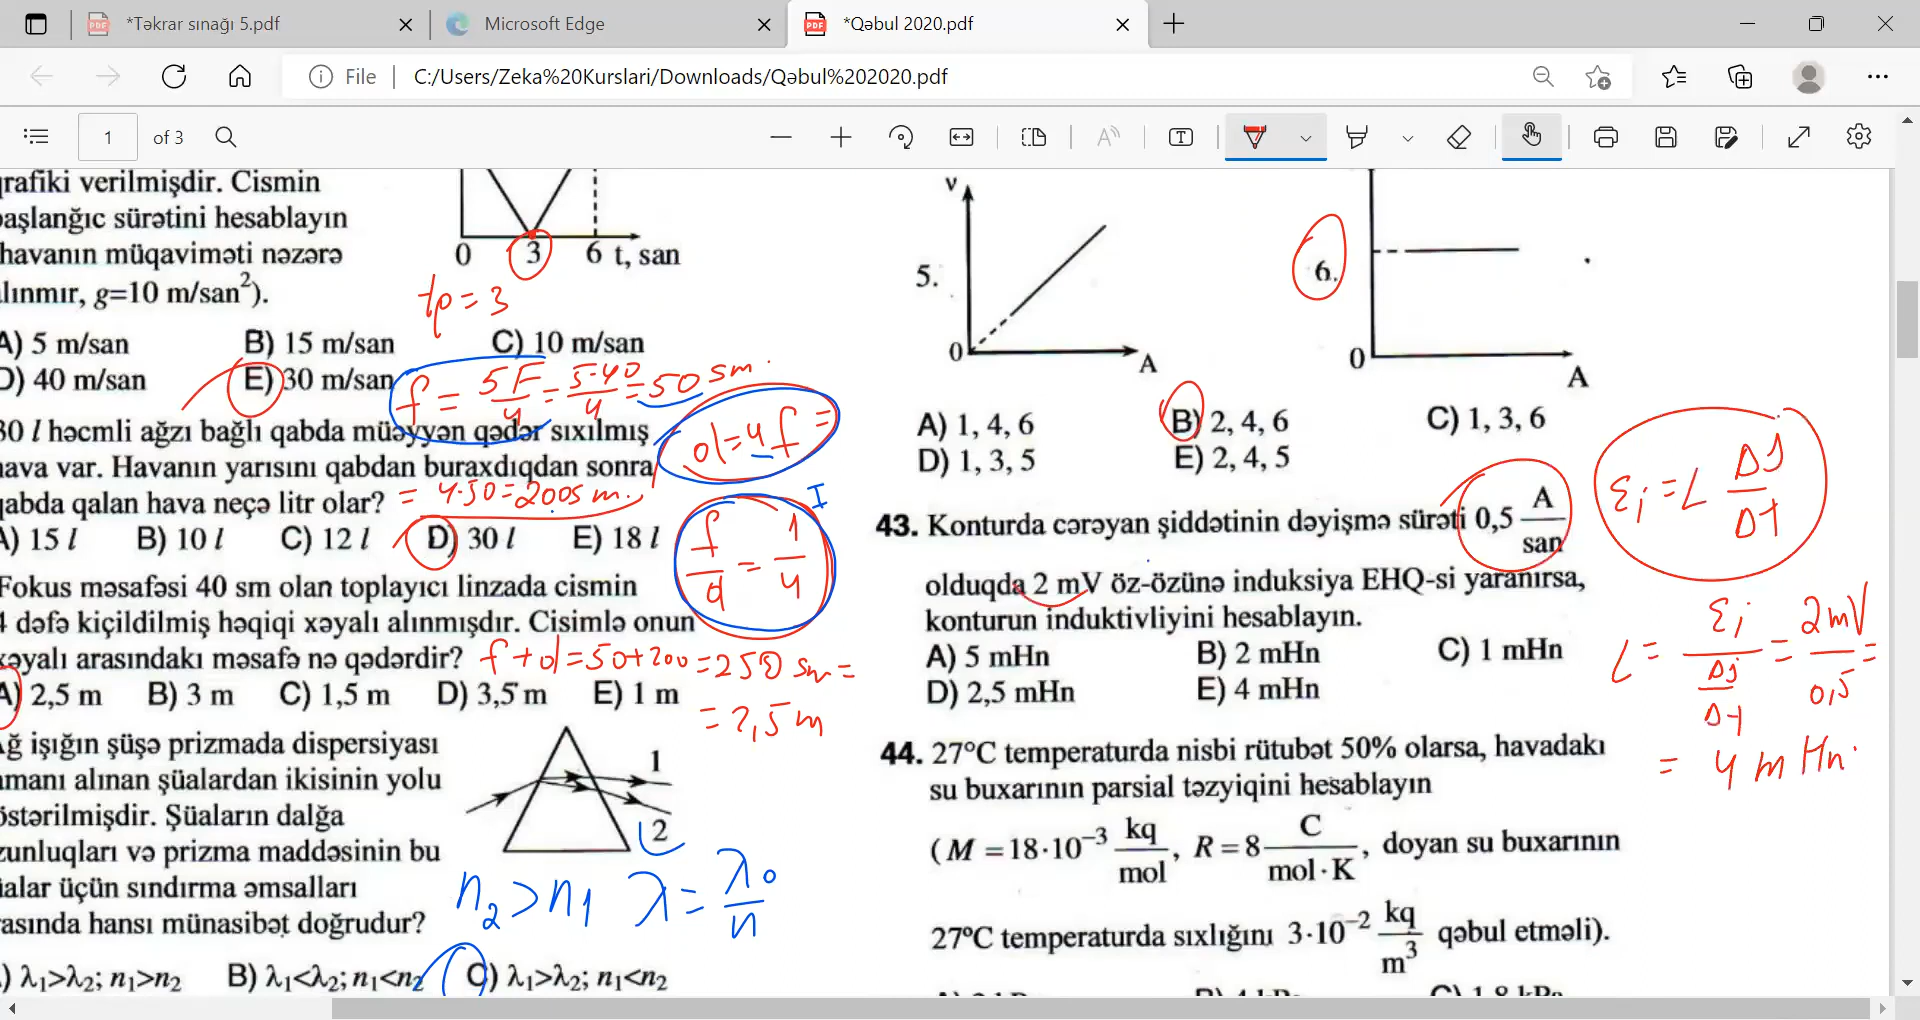 *Təkrar sınağı 5.pdf
Microsoft Edge
*Qəbul 2020.pdf
File
C:/Users/Zeka%20Kurslari/Downloads/Qəbul%202020.pdf
1 of 3
rafiki verilmişdir. Cismin
aşlanğıc sürətini hesablayın
havanın müqaviməti nəzərə
lınmır, g=10 m/san²).
0 3 6 t, san
tp = 3
A) 5 m/san B) 15 m/san C) 10 m/san
D) 40 m/san E) 30 m/san
f = 5F/4 = 5·40/4 = 50 sm.
30 l həcmli ağzı bağlı qabda müəyyən qədər sıxılmış
hava var. Havanın yarısını qabdan buraxdıqdan sonra
qabda qalan hava neçə litr olar?
d = 4f =
= 4·50 = 200 sm.
A) 15 l B) 10 l C) 12 l D) 30 l E) 18 l
f/d = 1/4 I
Fokus məsafəsi 40 sm olan toplayıcı linzada cismin
4 dəfə kiçildilmiş həqiqi xəyalı alınmışdır. Cisimlə onun
xəyalı arasındakı məsafə nə qədərdir?
f + d = 50 + 200 = 250 sm =
= 2,5 m
A) 2,5 m B) 3 m C) 1,5 m D) 3,5 m E) 1 m
Ağ işığın şüşə prizmada dispersiyası
amanı alınan şüalardan ikisinin yolu
östərilmişdir. Şüaların dalğa
zunluqları və prizma maddəsinin bu
alar üçün sındırma əmsalları
asında hansı münasibət doğrudur?
1
2
n₂ > n₁ λ = λ₀/n
) λ₁>λ₂; n₁>n₂ B) λ₁<λ₂; n₁<n₂ C) λ₁>λ₂; n₁<n₂
5.
ν
0
A
6.
0
A
A) 1, 4, 6 B) 2, 4, 6 C) 1, 3, 6
D) 1, 3, 5 E) 2, 4, 5
43. Konturda cərəyan şiddətinin dəyişmə sürəti 0,5 A/san
olduqda 2 mV öz-özünə induksiya EHQ-si yaranırsa,
konturun induktivliyini hesablayın.
A) 5 mHn B) 2 mHn C) 1 mHn
D) 2,5 mHn E) 4 mHn
εi = L ΔJ/Δt
L = εi/(ΔJ/Δt) = 2mV/0,5 =
= 4 mHn.
44. 27°C temperaturda nisbi rütubət 50% olarsa, havadakı
su buxarının parsial təzyiqini hesablayın
(M = 18·10⁻³ kq/mol, R = 8 C/mol·K, doyan su buxarının
27°C temperaturda sıxlığını 3·10⁻² kq/m³ qəbul etməli).